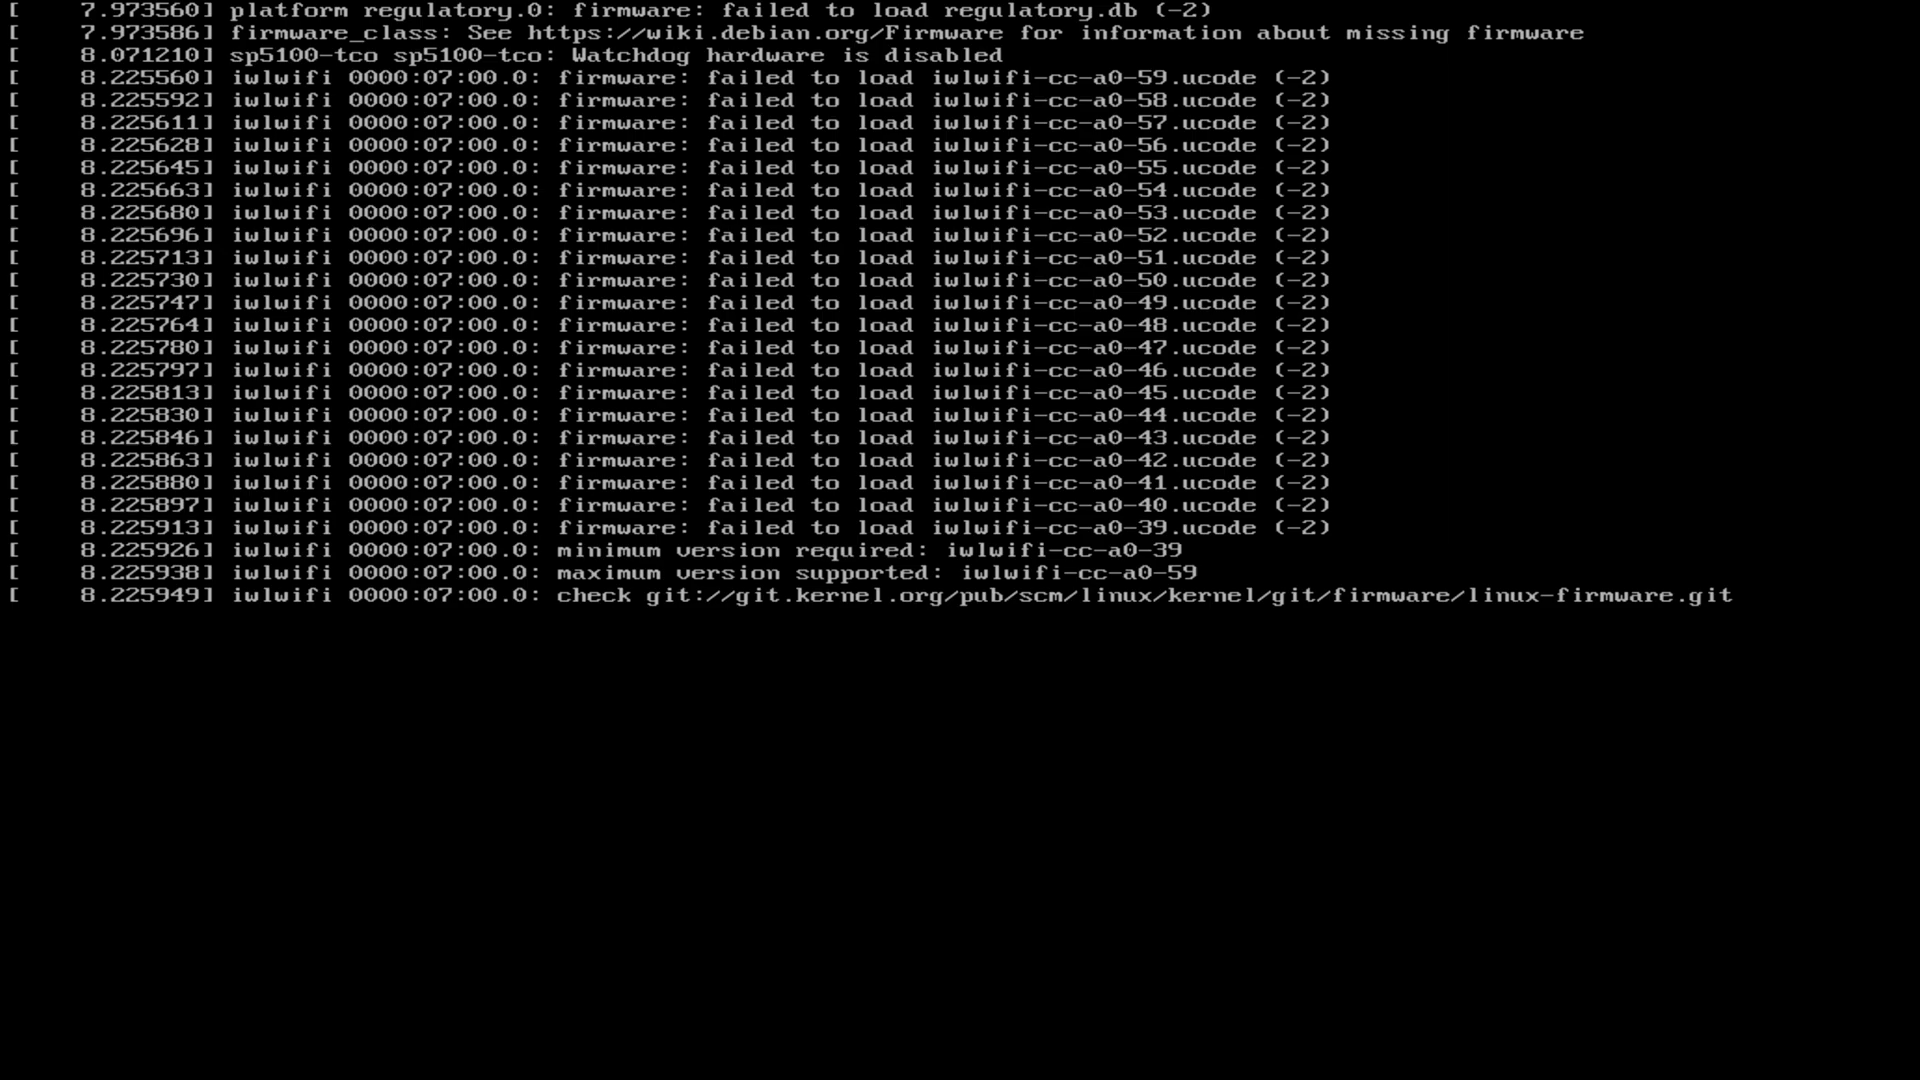 [    7.973560] platform regulatory.0: firmware: failed to load regulatory.db (-2)
[    7.973586] firmware_class: See https://wiki.debian.org/Firmware for information about missing firmware
[    8.071210] sp5100-tco sp5100-tco: Watchdog hardware is disabled
[    8.225560] iwlwifi 0000:07:00.0: firmware: failed to load iwlwifi-cc-a0-59.ucode (-2)
[    8.225592] iwlwifi 0000:07:00.0: firmware: failed to load iwlwifi-cc-a0-58.ucode (-2)
[    8.225611] iwlwifi 0000:07:00.0: firmware: failed to load iwlwifi-cc-a0-57.ucode (-2)
[    8.225628] iwlwifi 0000:07:00.0: firmware: failed to load iwlwifi-cc-a0-56.ucode (-2)
[    8.225645] iwlwifi 0000:07:00.0: firmware: failed to load iwlwifi-cc-a0-55.ucode (-2)
[    8.225663] iwlwifi 0000:07:00.0: firmware: failed to load iwlwifi-cc-a0-54.ucode (-2)
[    8.225680] iwlwifi 0000:07:00.0: firmware: failed to load iwlwifi-cc-a0-53.ucode (-2)
[    8.225696] iwlwifi 0000:07:00.0: firmware: failed to load iwlwifi-cc-a0-52.ucode (-2)
[    8.225713] iwlwifi 0000:07:00.0: firmware: failed to load iwlwifi-cc-a0-51.ucode (-2)
[    8.225730] iwlwifi 0000:07:00.0: firmware: failed to load iwlwifi-cc-a0-50.ucode (-2)
[    8.225747] iwlwifi 0000:07:00.0: firmware: failed to load iwlwifi-cc-a0-49.ucode (-2)
[    8.225764] iwlwifi 0000:07:00.0: firmware: failed to load iwlwifi-cc-a0-48.ucode (-2)
[    8.225780] iwlwifi 0000:07:00.0: firmware: failed to load iwlwifi-cc-a0-47.ucode (-2)
[    8.225797] iwlwifi 0000:07:00.0: firmware: failed to load iwlwifi-cc-a0-46.ucode (-2)
[    8.225813] iwlwifi 0000:07:00.0: firmware: failed to load iwlwifi-cc-a0-45.ucode (-2)
[    8.225830] iwlwifi 0000:07:00.0: firmware: failed to load iwlwifi-cc-a0-44.ucode (-2)
[    8.225846] iwlwifi 0000:07:00.0: firmware: failed to load iwlwifi-cc-a0-43.ucode (-2)
[    8.225863] iwlwifi 0000:07:00.0: firmware: failed to load iwlwifi-cc-a0-42.ucode (-2)
[    8.225880] iwlwifi 0000:07:00.0: firmware: failed to load iwlwifi-cc-a0-41.ucode (-2)
[    8.225897] iwlwifi 0000:07:00.0: firmware: failed to load iwlwifi-cc-a0-40.ucode (-2)
[    8.225913] iwlwifi 0000:07:00.0: firmware: failed to load iwlwifi-cc-a0-39.ucode (-2)
[    8.225926] iwlwifi 0000:07:00.0: minimum version required: iwlwifi-cc-a0-39
[    8.225938] iwlwifi 0000:07:00.0: maximum version supported: iwlwifi-cc-a0-59
[    8.225949] iwlwifi 0000:07:00.0: check git://git.kernel.org/pub/scm/linux/kernel/git/firmware/linux-firmware.git